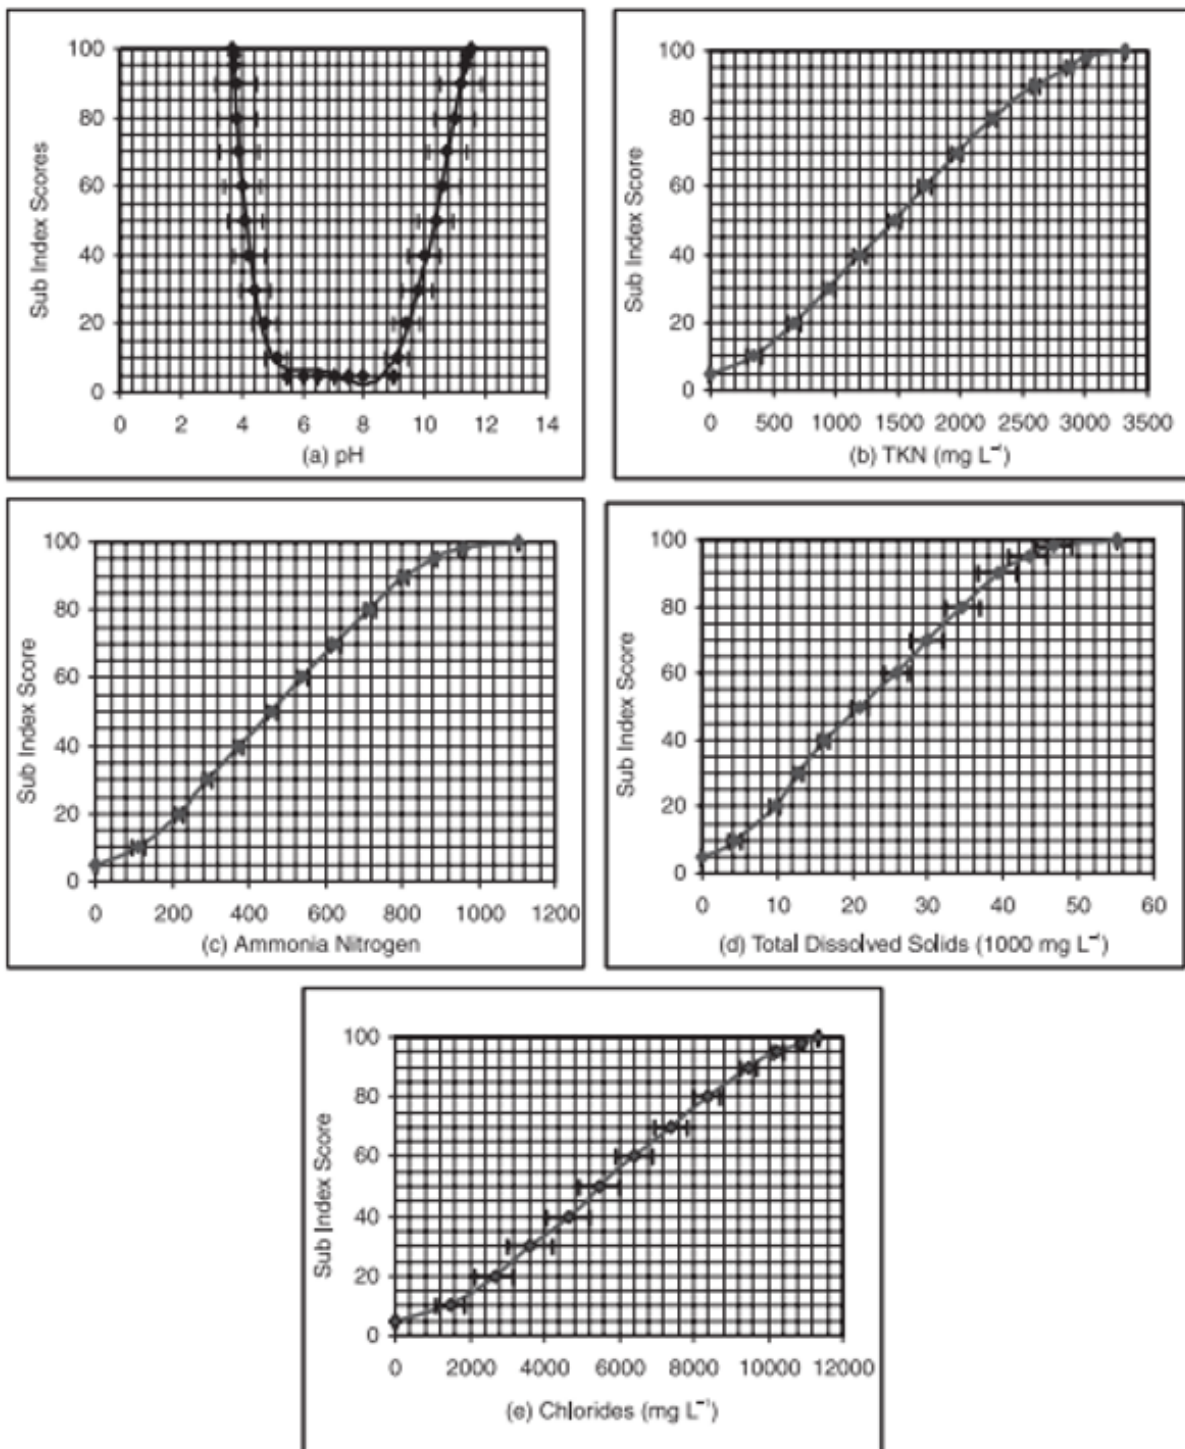 100
80
60
40
20
0
Sub Index Scores
0 2 4 6 8 10 12 14
(a) pH
100
80
60
40
20
0
Sub Index Score
0 500 1000 1500 2000 2500 3000 3500
(b) TKN (mg L⁻¹)
100
80
60
40
20
0
Sub Index Score
0 200 400 600 800 1000 1200
(c) Ammonia Nitrogen
100
80
60
40
20
0
Sub Index Score
0 10 20 30 40 50 60
(d) Total Dissolved Solids (1000 mg L⁻¹)
100
80
60
40
20
0
Sub Index Score
0 2000 4000 6000 8000 10000 12000
(e) Chlorides (mg L⁻¹)